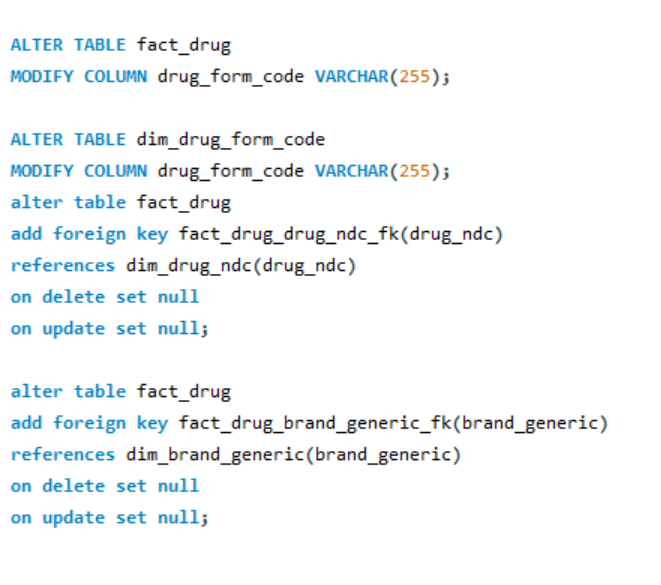 ALTER TABLE fact_drug
MODIFY COLUMN drug_form_code VARCHAR(255);
ALTER TABLE dim_drug_form_code
MODIFY COLUMN drug_form_code VARCHAR(255);
alter table fact_drug
add foreign key fact_drug_drug_ndc_fk(drug_ndc)
references dim_drug_ndc(drug_ndc)
on delete set null
on update set null;
alter table fact_drug
add foreign key fact_drug_brand_generic_fk(brand_generic)
references dim_brand_generic(brand_generic)
on delete set null
on update set null;